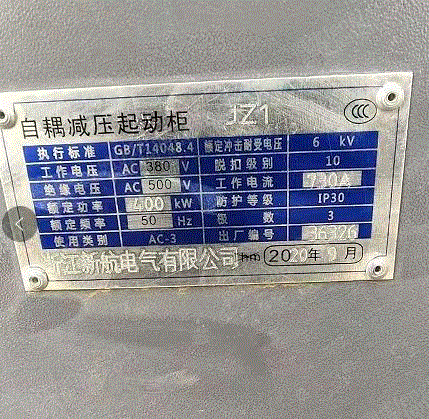 自耦减压起动柜 JZ1
执行标准 GB/T14048.4 额定冲击耐受电压 6 kV
工作电压 AC 380 V 脱扣级别 10
绝缘电压 AC 500 V 工作电流 730A
额定功率 400 kW 防护等级 IP30
额定频率 50 Hz 级 数 3
使用类别 AC-3 出厂编号 36326
浙江新航电气有限公司 2020年9月